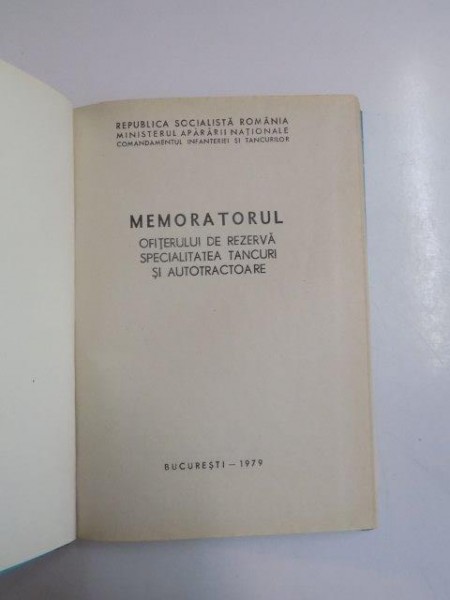 REPUBLICA SOCIALISTĂ ROMÂNIA
MINISTERUL APĂRĂRII NAȚIONALE
COMANDAMENTUL INFANTERIEI ȘI TANCURILOR
MEMORATORUL
OFIȚERULUI DE REZERVĂ
SPECIALITATEA TANCURI
ȘI AUTOTRACTOARE
BUCUREȘTI — 1979